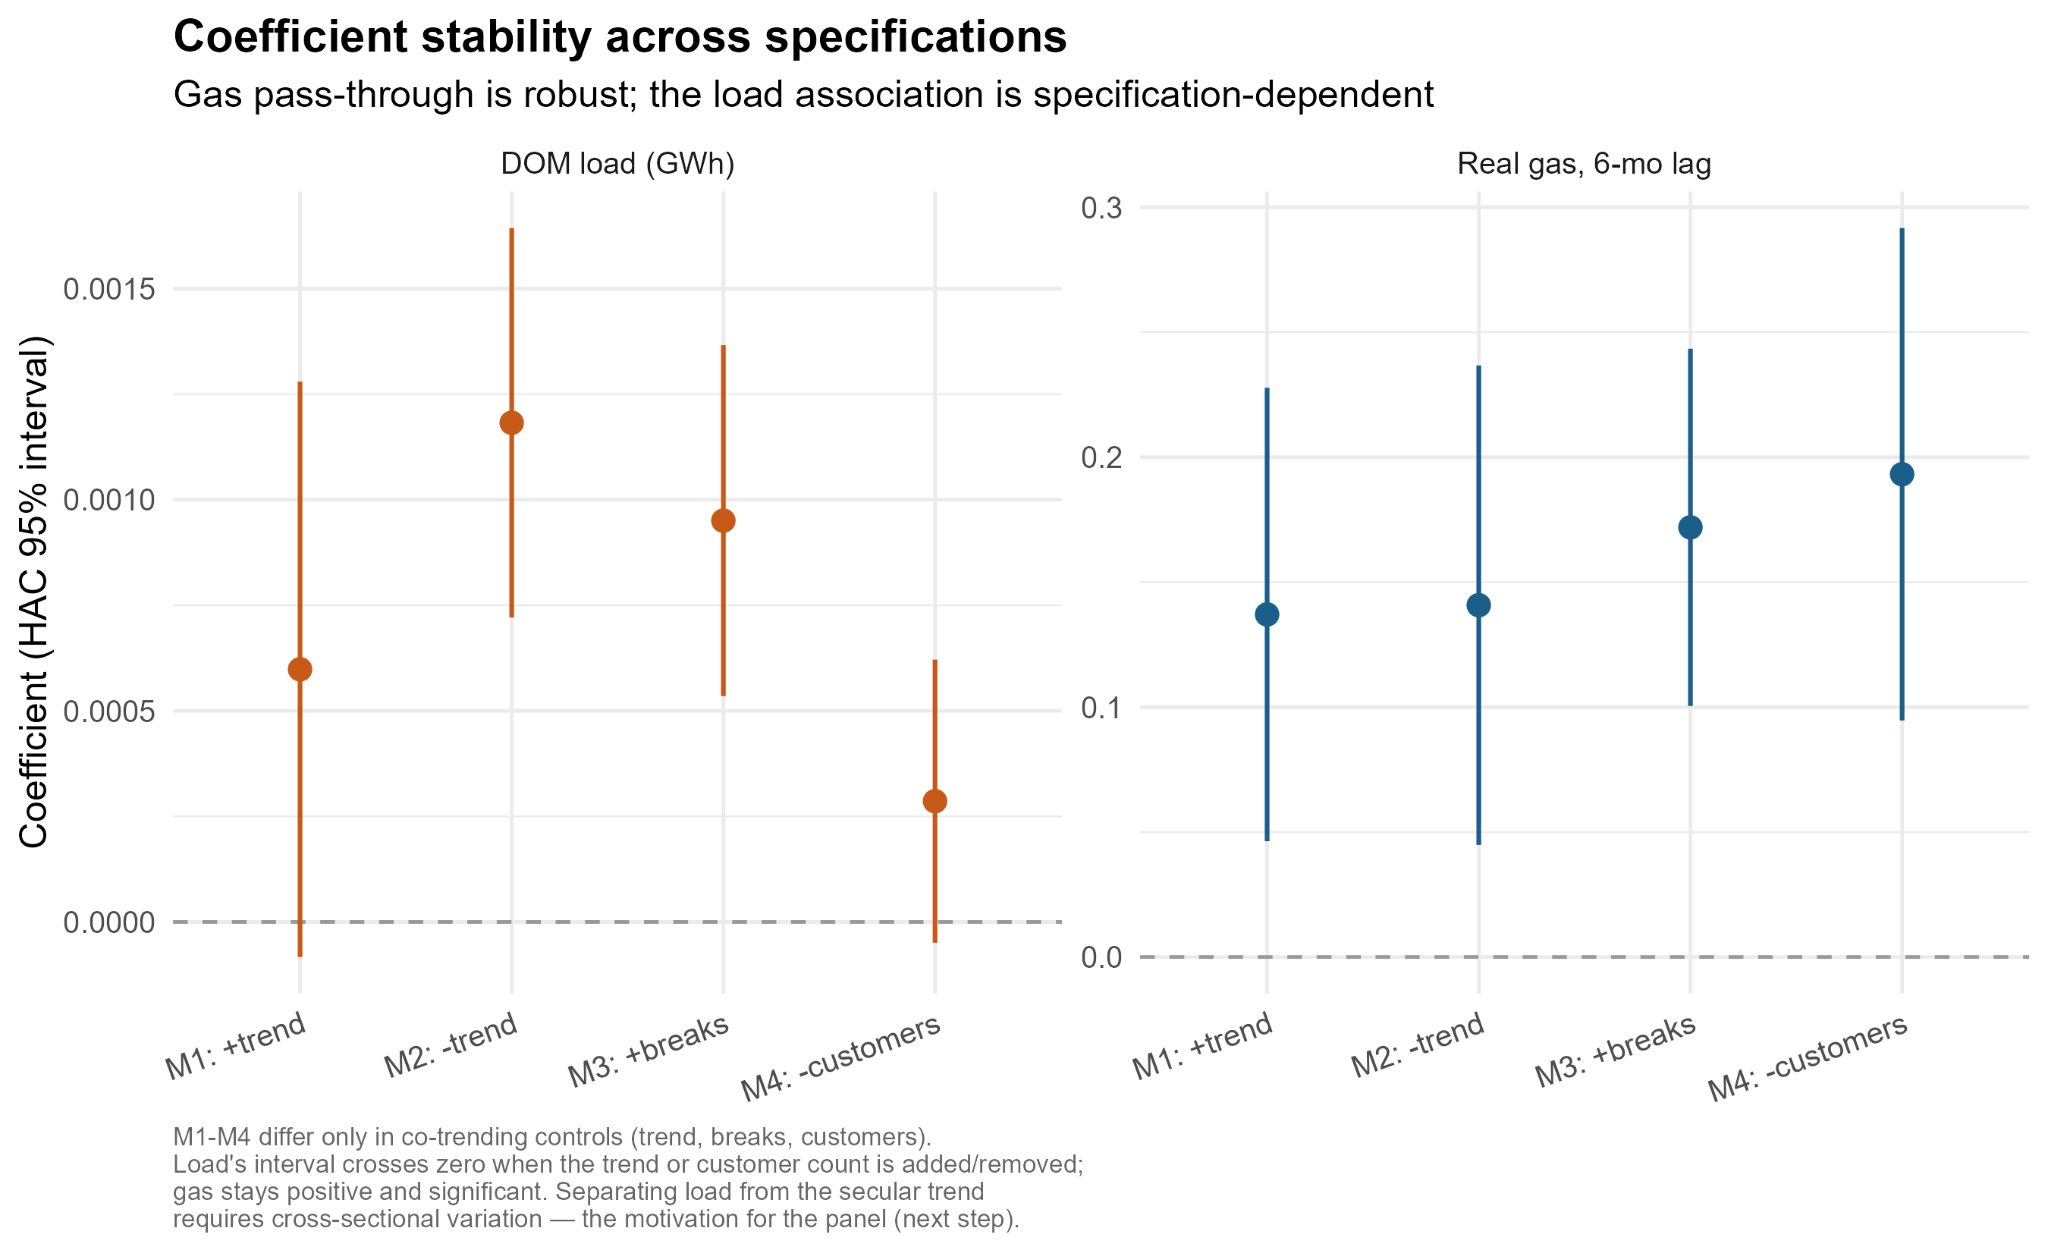 Coefficient stability across specifications
Gas pass-through is robust; the load association is specification-dependent
DOM load (GWh)
Real gas, 6-mo lag
Coefficient (HAC 95% interval)
0.0015
0.0010
0.0005
0.0000
0.3
0.2
0.1
0.0
M1: +trend
M2: -trend
M3: +breaks
M4: -customers
M1: +trend
M2: -trend
M3: +breaks
M4: -customers
M1-M4 differ only in co-trending controls (trend, breaks, customers).
Load's interval crosses zero when the trend or customer count is added/removed;
gas stays positive and significant. Separating load from the secular trend
requires cross-sectional variation — the motivation for the panel (next step).